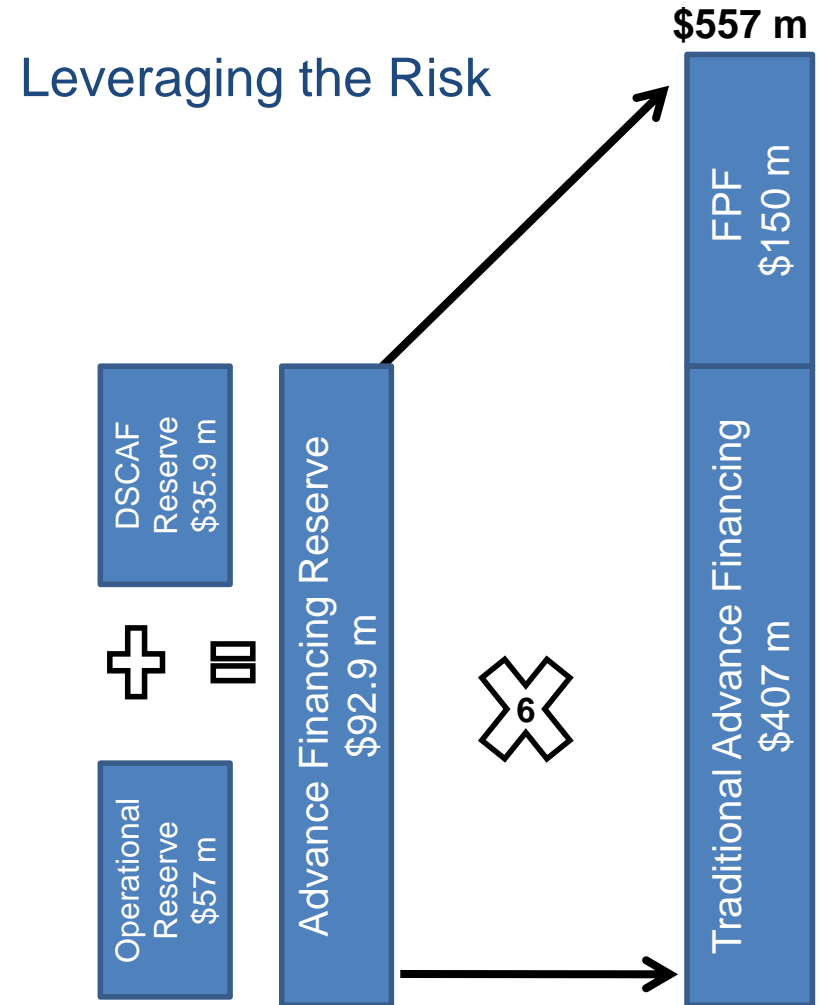 $557 m
Leveraging the Risk
FPF
$150 m
DSCAF
Reserve
$35.9 m
Operational
Reserve
$57 m
Advance Financing Reserve
$92.9 m
6
Traditional Advance Financing
$407 m